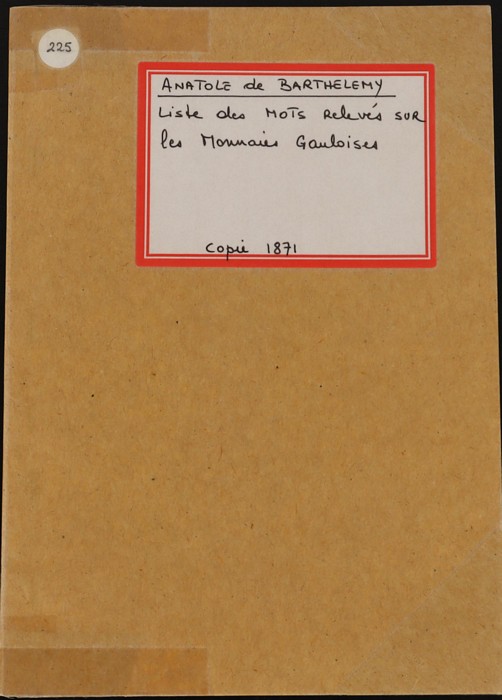 225
ANATOLE de BARTHELEMY
Liste des MOTS Relevés SUR
les Monnaies Gauloises
Copie 1871